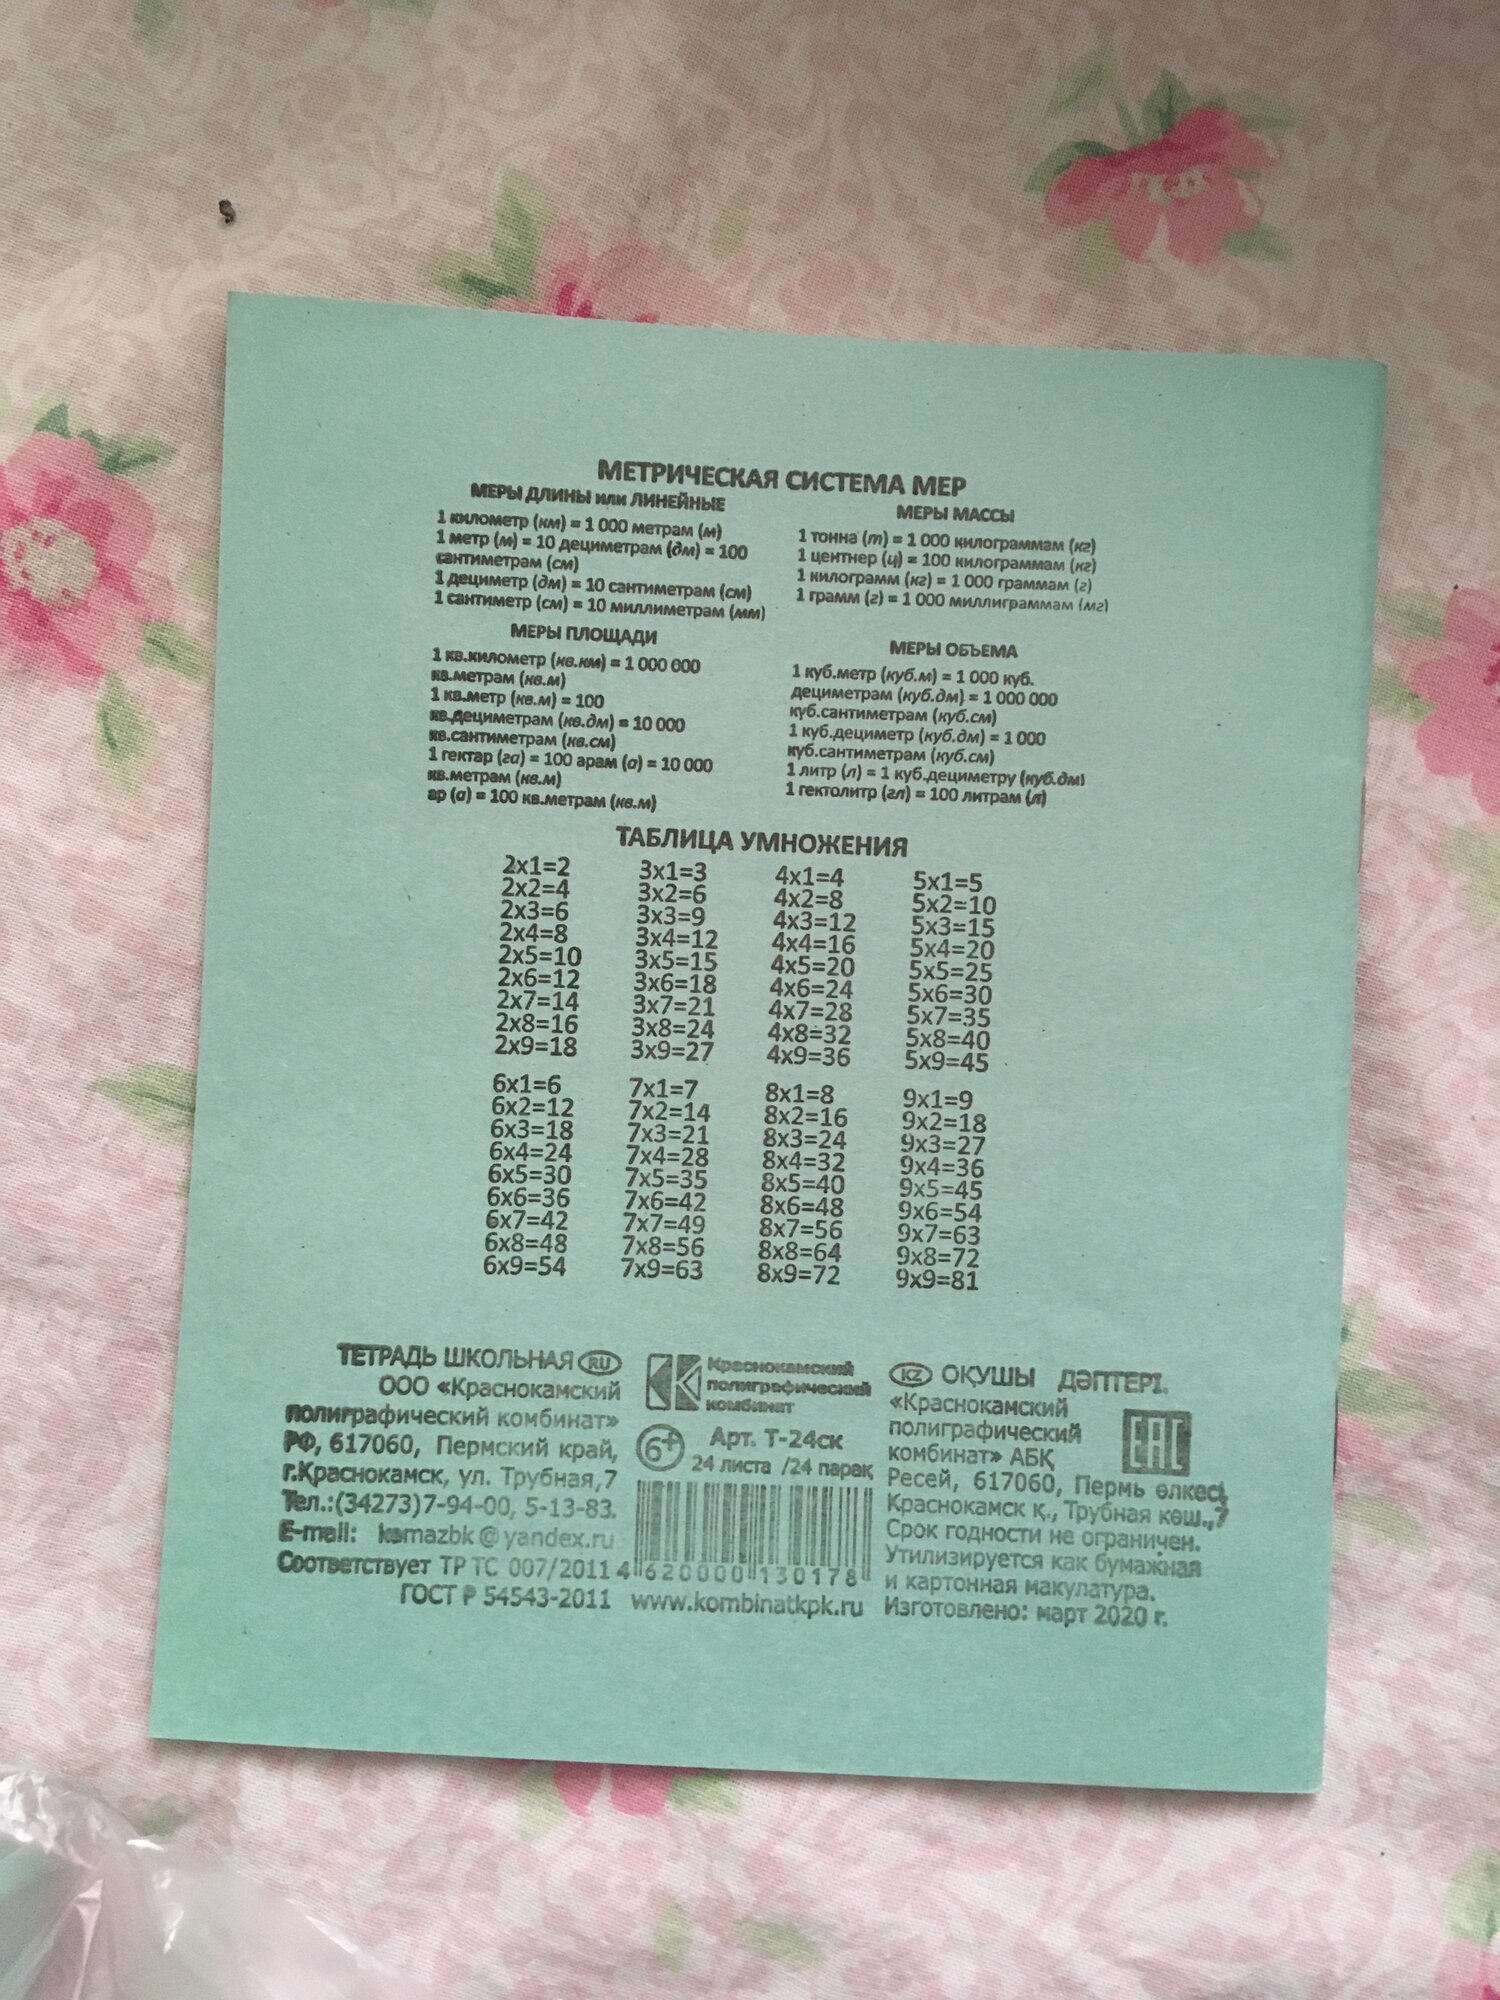 МЕТРИЧЕСКАЯ СИСТЕМА МЕР
МЕРЫ ДЛИНЫ или ЛИНЕЙНЫЕ
1 километр (км) = 1 000 метрам (м)
1 метр (м) = 10 дециметрам (дм) = 100
сантиметрам (см)
1 дециметр (дм) = 10 сантиметрам (см)
1 сантиметр (см) = 10 миллиметрам (мм)
МЕРЫ МАССЫ
1 тонна (т) = 1 000 килограммам (кг)
1 центнер (ц) = 100 килограммам (кг)
1 килограмм (кг) = 1 000 граммам (г)
1 грамм (г) = 1 000 миллиграммам (мг)
МЕРЫ ПЛОЩАДИ
1 кв.километр (кв.км) = 1 000 000
кв.метрам (кв.м)
1 кв.метр (кв.м) = 100
кв.дециметрам (кв.дм) = 10 000
кв.сантиметрам (кв.см)
1 гектар (га) = 100 арам (а) = 10 000
кв.метрам (кв.м)
ар (а) = 100 кв.метрам (кв.м)
МЕРЫ ОБЪЕМА
1 куб.метр (куб.м) = 1 000 куб.
дециметрам (куб.дм) = 1 000 000
куб.сантиметрам (куб.см)
1 куб.дециметр (куб.дм) = 1 000
куб.сантиметрам (куб.см)
1 литр (л) = 1 куб.дециметру (куб.дм)
1 гектолитр (гл) = 100 литрам (л)
ТАБЛИЦА УМНОЖЕНИЯ
2x1=2 3x1=3 4x1=4 5x1=5
2x2=4 3x2=6 4x2=8 5x2=10
2x3=6 3x3=9 4x3=12 5x3=15
2x4=8 3x4=12 4x4=16 5x4=20
2x5=10 3x5=15 4x5=20 5x5=25
2x6=12 3x6=18 4x6=24 5x6=30
2x7=14 3x7=21 4x7=28 5x7=35
2x8=16 3x8=24 4x8=32 5x8=40
2x9=18 3x9=27 4x9=36 5x9=45
6x1=6 7x1=7 8x1=8 9x1=9
6x2=12 7x2=14 8x2=16 9x2=18
6x3=18 7x3=21 8x3=24 9x3=27
6x4=24 7x4=28 8x4=32 9x4=36
6x5=30 7x5=35 8x5=40 9x5=45
6x6=36 7x6=42 8x6=48 9x6=54
6x7=42 7x7=49 8x7=56 9x7=63
6x8=48 7x8=56 8x8=64 9x8=72
6x9=54 7x9=63 8x9=72 9x9=81
ТЕТРАДЬ ШКОЛЬНАЯ RU
ООО «Краснокамский
полиграфический комбинат»
РФ, 617060, Пермский край,
г.Краснокамск, ул. Трубная,7
Тел.:(34273)7-94-00, 5-13-83.
E-mail: ksmazbk@yandex.ru
Соответствует ТР ТС 007/2011
ГОСТ Р 54543-2011
Краснокамский
полиграфический
комбинат
6+ Арт. Т-24ск
24 листа /24 парақ
4 620000 130178
www.kombinatkpk.ru
KZ ОҚУШЫ ДӘПТЕРІ.
«Краснокамский
полиграфический
комбинат» АБҚ
EAC
Ресей, 617060, Пермь өлкесі,
Краснокамск қ., Трубная көш.,7
Срок годности не ограничен.
Утилизируется как бумажная
и картонная макулатура.
Изготовлено: март 2020 г.